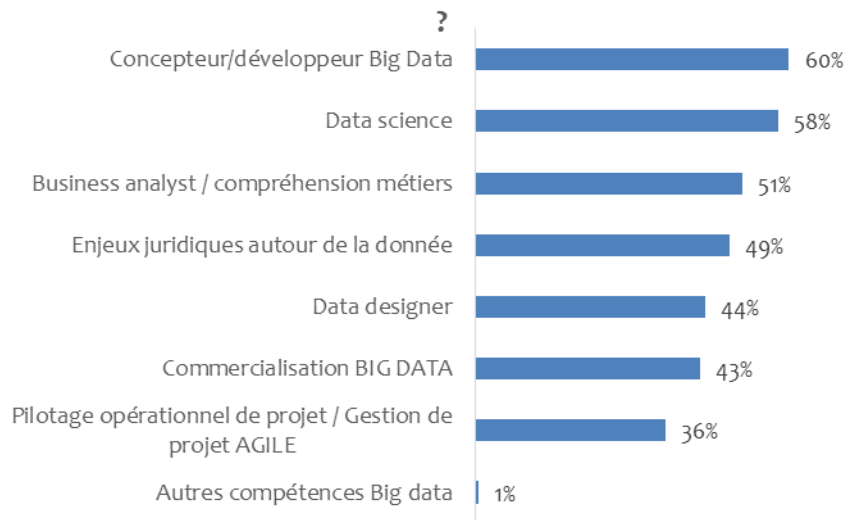 ?
Concepteur/développeur Big Data 60%
Data science 58%
Business analyst / compréhension métiers 51%
Enjeux juridiques autour de la donnée 49%
Data designer 44%
Commercialisation BIG DATA 43%
Pilotage opérationnel de projet / Gestion de
projet AGILE 36%
Autres compétences Big data 1%